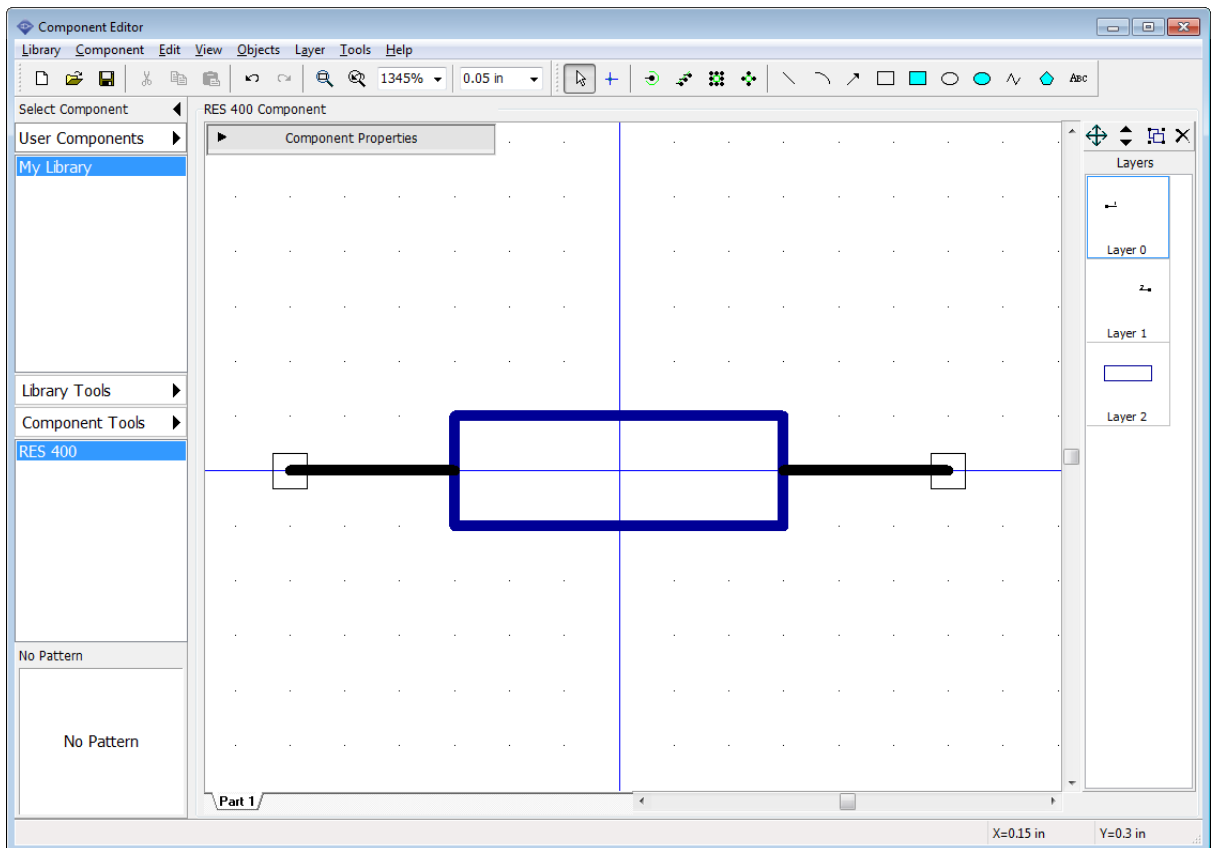 Component Editor
Library Component Edit View Objects Layer Tools Help
1345% 0.05 in ABC
Select Component
RES 400 Component
User Components
Component Properties
My Library
Layers
1
Layer 0
2
Layer 1
Library Tools
Component Tools
Layer 2
RES 400
No Pattern
No Pattern
Part 1
X=0.15 in Y=0.3 in